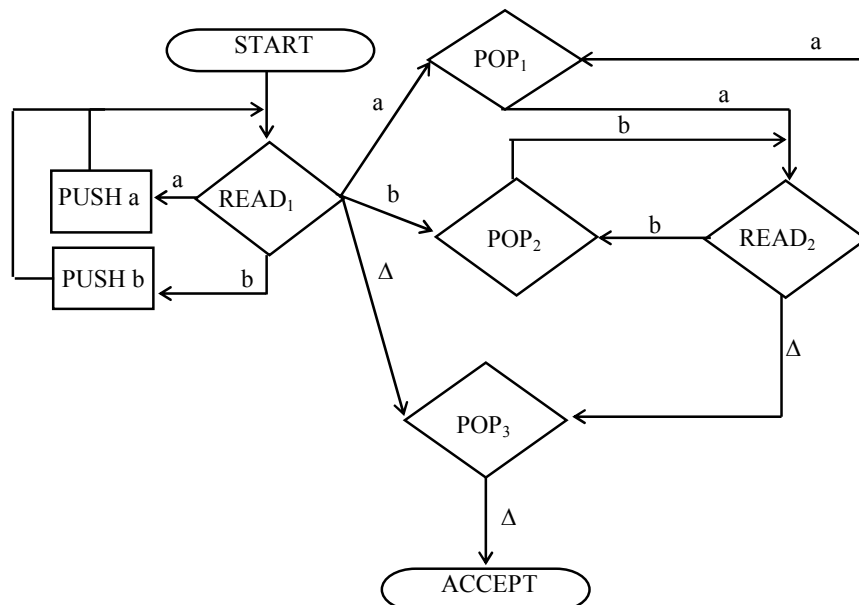 START
POP₁
a
a
a
b
PUSH a
a
READ₁
b
POP₂
b
READ₂
PUSH b
b
Δ
Δ
POP₃
Δ
ACCEPT